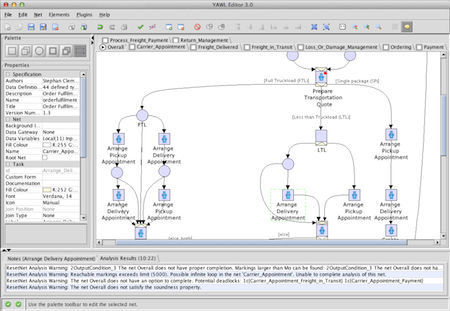 YAWL Editor 3.0
File Edit Net Elements Plugins Help
Palette
Process_Freight_Payment Return_Management
Overall Carrier_Appointment Freight_Delivered Freight_in_Transit Loss_Or_Damage_Management Ordering Payment
Properties
Specification
Authors Stephan Clem
Data Definitio... 44 defined ty
Description Order Fulfilm
Name orderfulfilment
Title Order Fulfilm
Version Num... 1.3
Net
Background I...
Data Gateway None
Data Variables Local(11) Inp
Fill Colour R:255 G:
Name Carrier_Appoint
Root Net
Task
id Arrange_Deli
Custom Form
Documentation
Fill Colour R:252 G
Font Verdana, 14
Icon Manual
Join Position None
Join Type None
[Full Truckload (FTL)]
[Single package (SP)]
Prepare
Transportation
Quote
[Less than Truckload (LTL)]
FTL
LTL
Arrange
Pickup
Appointment
Arrange
Delivery
Appointment
Arrange
Pickup
Appointment
Arrange
Delivery
Appointment
Arrange
Pickup
Appointment
Arrange
Delivery
Appointment
Arrange
Pickup
Appointment
Arrange
Delivery
Appointment
[else]
Notes (Arrange Delivery Appointment) Analysis Results (10:22)
ResetNet Analysis Warning: The net Overall does not have proper completion. Markings larger than Mo can be found: 2OutputCondition_3 The net Overall does not ha...
ResetNet Analysis Warning: Reachable markings exceeds limit (5000). Possible infinite loop in the net 'Carrier_Appointment'. Unable to complete analysis of this net.
ResetNet Analysis Warning: The net Overall does not have an option to complete. Potential deadlocks: 1c{Carrier_Appointment_Freight_in_Transit} 1c{Carrier_Appointment_Payment}
ResetNet Analysis Warning: The net Overall does not satisfy the soundness property.
Use the palette toolbar to edit the selected net.